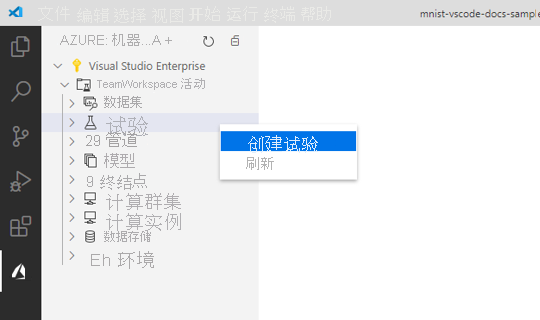 文件 编辑 选择 视图 开始 运行 终端 帮助
mnist-vscode-docs-sample
AZURE: 机器...A +
Visual Studio Enterprise
TeamWorkspace 活动
数据集
试验
创建试验
29 管道
刷新
模型
9 终结点
计算群集
计算实例
数据存储
Eh 环境